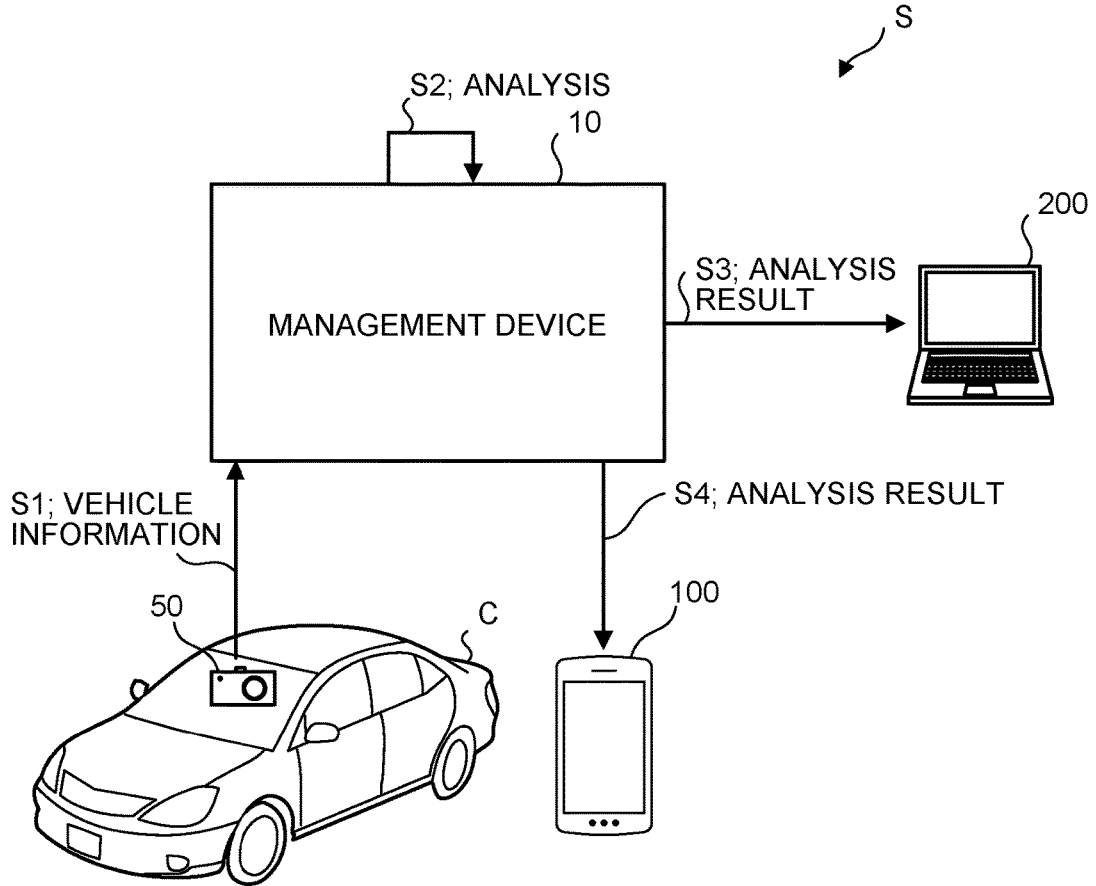 S
S2; ANALYSIS
10
200
S3; ANALYSIS
RESULT
MANAGEMENT DEVICE
S1; VEHICLE
INFORMATION
S4; ANALYSIS RESULT
50
C
100